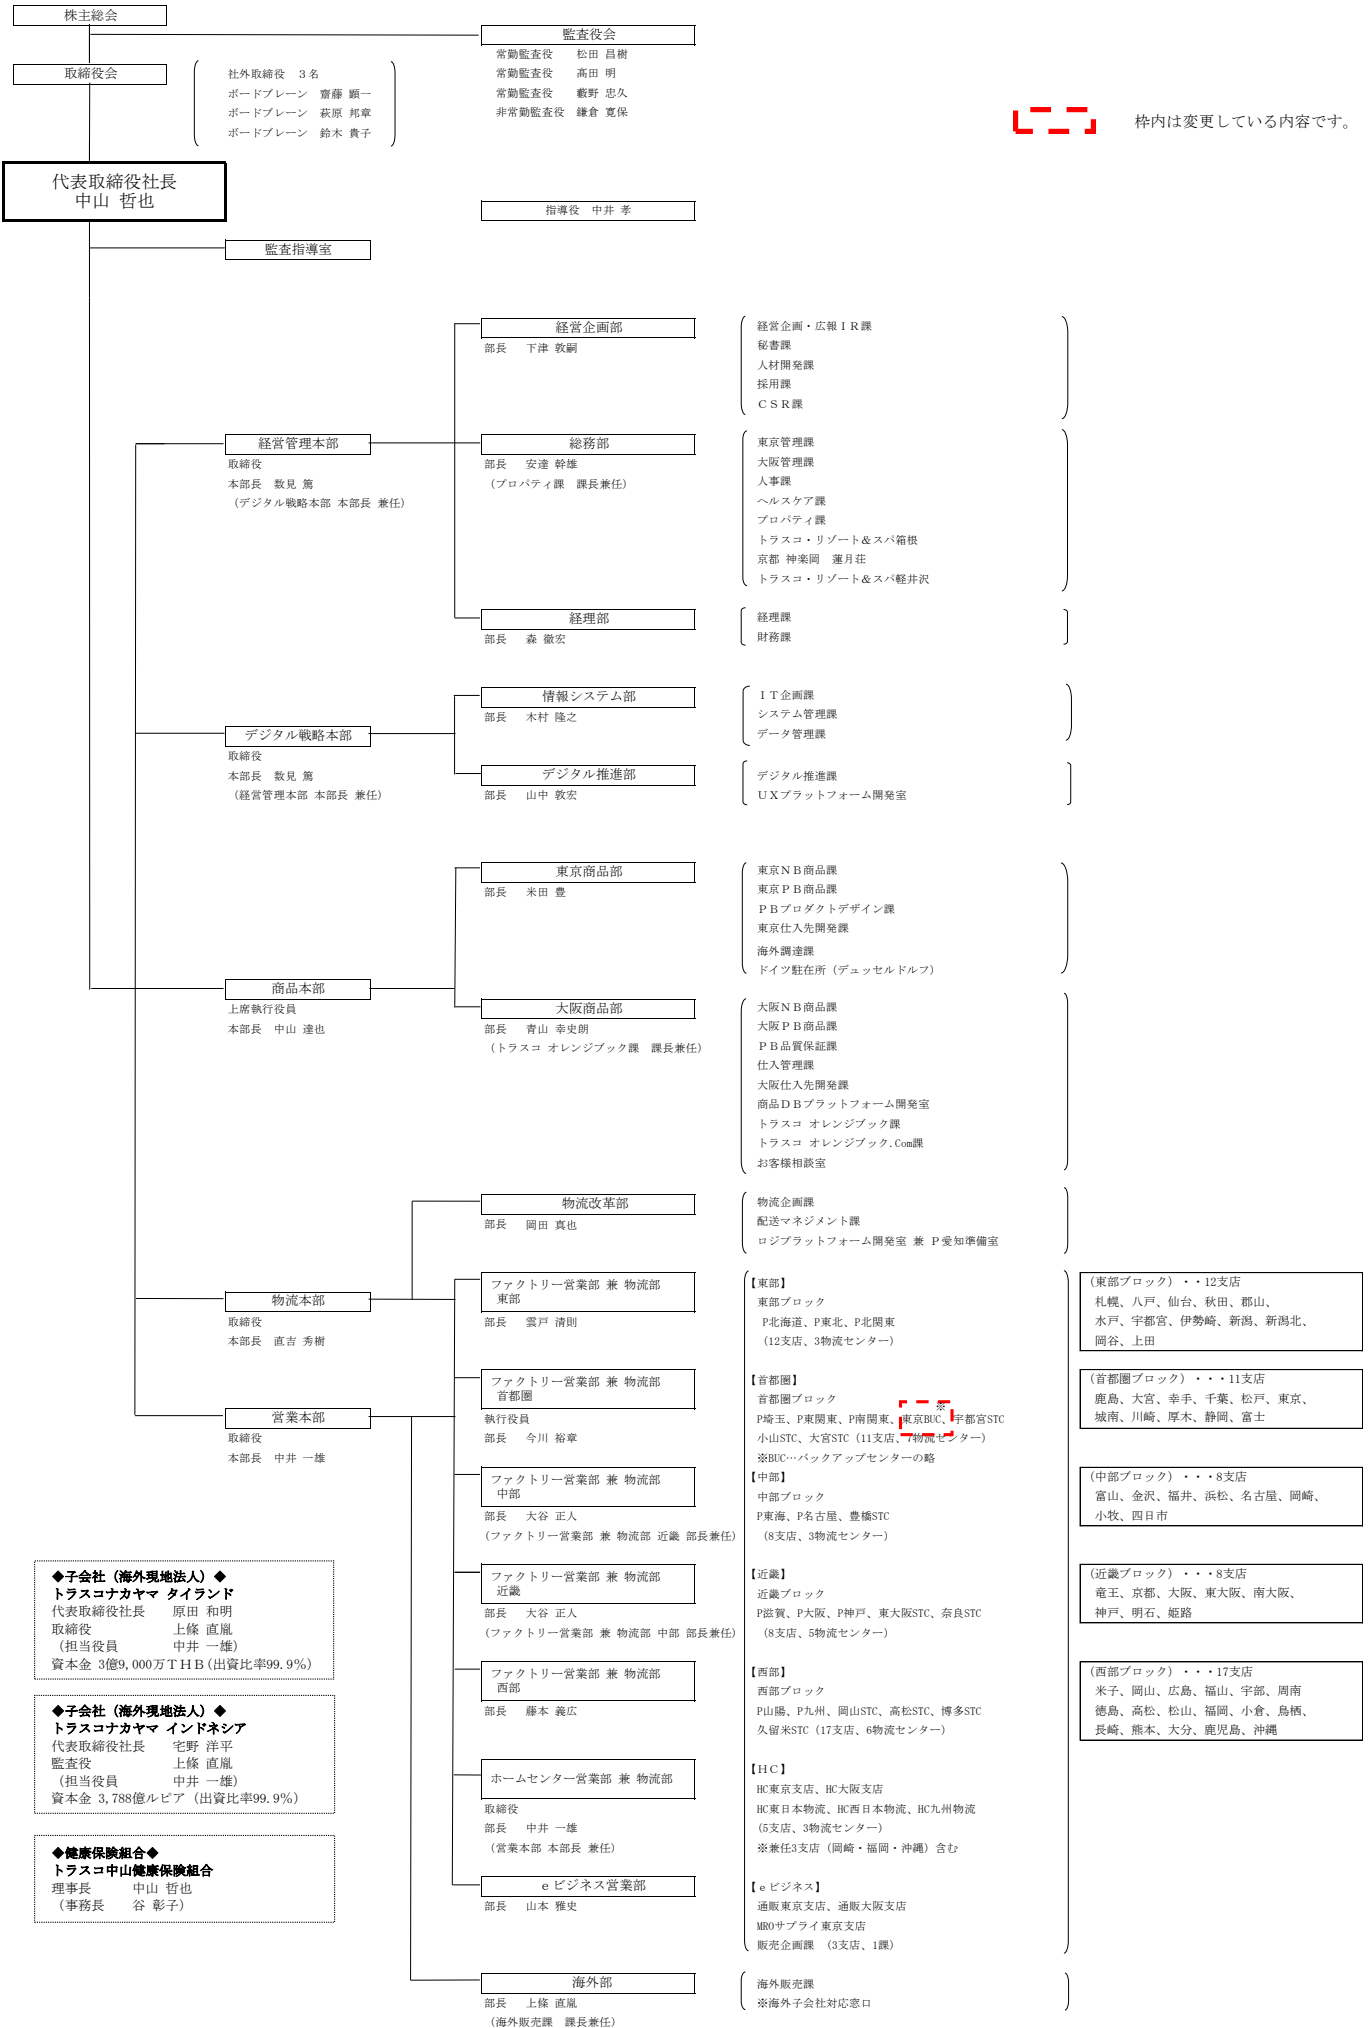 株主総会
監査役会
常勤監査役　松田 昌樹
常勤監査役　髙田 明
常勤監査役　藪野 忠久
非常勤監査役　鎌倉 寛保
取締役会
社外取締役　３名
ボードブレーン　齋藤 顕一
ボードブレーン　萩原 邦章
ボードブレーン　鈴木 貴子
枠内は変更している内容です。
代表取締役社長
中山 哲也
指導役　中井 孝
監査指導室
経営企画部
部長　下津 敦嗣
経営企画・広報ＩＲ課
秘書課
人材開発課
採用課
ＣＳＲ課
経営管理本部
取締役
本部長　数見 篤
（デジタル戦略本部 本部長 兼任）
総務部
部長　安達 幹雄
（プロパティ課　課長兼任）
東京管理課
大阪管理課
人事課
ヘルスケア課
プロパティ課
トラスコ・リゾート＆スパ箱根
京都 神楽岡　蓮月荘
トラスコ・リゾート＆スパ軽井沢
経理部
部長　森 徹宏
経理課
財務課
情報システム部
部長　木村 隆之
ＩＴ企画課
システム管理課
データ管理課
デジタル戦略本部
取締役
本部長　数見 篤
（経営管理本部 本部長 兼任）
デジタル推進部
部長　山中 敦宏
デジタル推進課
ＵＸプラットフォーム開発室
東京商品部
部長　米田 豊
東京ＮＢ商品課
東京ＰＢ商品課
ＰＢプロダクトデザイン課
東京仕入先開発課
海外調達課
ドイツ駐在所（デュッセルドルフ）
商品本部
上席執行役員
本部長　中山 達也
大阪商品部
部長　青山 幸史朗
（トラスコ オレンジブック課　課長兼任）
大阪ＮＢ商品課
大阪ＰＢ商品課
ＰＢ品質保証課
仕入管理課
大阪仕入先開発課
商品ＤＢプラットフォーム開発室
トラスコ オレンジブック課
トラスコ オレンジブック.Com課
お客様相談室
物流改革部
部長　岡田 真也
物流企画課
配送マネジメント課
ロジプラットフォーム開発室 兼 Ｐ愛知準備室
物流本部
取締役
本部長　直吉 秀樹
営業本部
取締役
本部長　中井 一雄
ファクトリー営業部 兼 物流部
東部
部長　雲戸 清則
【東部】
東部ブロック
P北海道、P東北、P北関東
（12支店、3物流センター）
（東部ブロック）・・12支店
札幌、八戸、仙台、秋田、郡山、
水戸、宇都宮、伊勢崎、新潟、新潟北、
岡谷、上田
ファクトリー営業部 兼 物流部
首都圏
執行役員
部長　今川 裕章
【首都圏】
首都圏ブロック
※
P埼玉、P東関東、P南関東、東京BUC、宇都宮STC
小山STC、大宮STC（11支店、7物流センター）
※BUC…バックアップセンターの略
（首都圏ブロック）・・・11支店
鹿島、大宮、幸手、千葉、松戸、東京、
城南、川崎、厚木、静岡、富士
ファクトリー営業部 兼 物流部
中部
部長　大谷 正人
（ファクトリー営業部 兼 物流部 近畿 部長兼任）
【中部】
中部ブロック
P東海、P名古屋、豊橋STC
（8支店、3物流センター）
（中部ブロック）・・・8支店
富山、金沢、福井、浜松、名古屋、岡崎、
小牧、四日市
ファクトリー営業部 兼 物流部
近畿
部長　大谷 正人
（ファクトリー営業部 兼 物流部 中部 部長兼任）
【近畿】
近畿ブロック
P滋賀、P大阪、P神戸、東大阪STC、奈良STC
（8支店、5物流センター）
（近畿ブロック）・・・8支店
竜王、京都、大阪、東大阪、南大阪、
神戸、明石、姫路
ファクトリー営業部 兼 物流部
西部
部長　藤本 義広
【西部】
西部ブロック
P山陽、P九州、岡山STC、高松STC、博多STC
久留米STC（17支店、6物流センター）
（西部ブロック）・・・17支店
米子、岡山、広島、福山、宇部、周南
徳島、高松、松山、福岡、小倉、鳥栖、
長崎、熊本、大分、鹿児島、沖縄
ホームセンター営業部 兼 物流部
取締役
部長　中井 一雄
（営業本部 本部長 兼任）
【HC】
HC東京支店、HC大阪支店
HC東日本物流、HC西日本物流、HC九州物流
（5支店、3物流センター）
※兼任3支店（岡崎・福岡・沖縄）含む
ｅビジネス営業部
部長　山本 雅史
【ｅビジネス】
通販東京支店、通販大阪支店
MROサプライ東京支店
販売企画課　（3支店、1課）
海外部
部長　上條 直胤
（海外販売課　課長兼任）
海外販売課
※海外子会社対応窓口
◆子会社（海外現地法人）◆
トラスコナカヤマ タイランド
代表取締役社長　原田 和明
取締役　上條 直胤
（担当役員　中井 一雄）
資本金 3億9,000万ＴＨＢ（出資比率99.9％）
◆子会社（海外現地法人）◆
トラスコナカヤマ インドネシア
代表取締役社長　宅野 洋平
監査役　上條 直胤
（担当役員　中井 一雄）
資本金 3,788億ルピア（出資比率99.9％）
◆健康保険組合◆
トラスコ中山健康保険組合
理事長　中山 哲也
（事務長　谷 彰子）